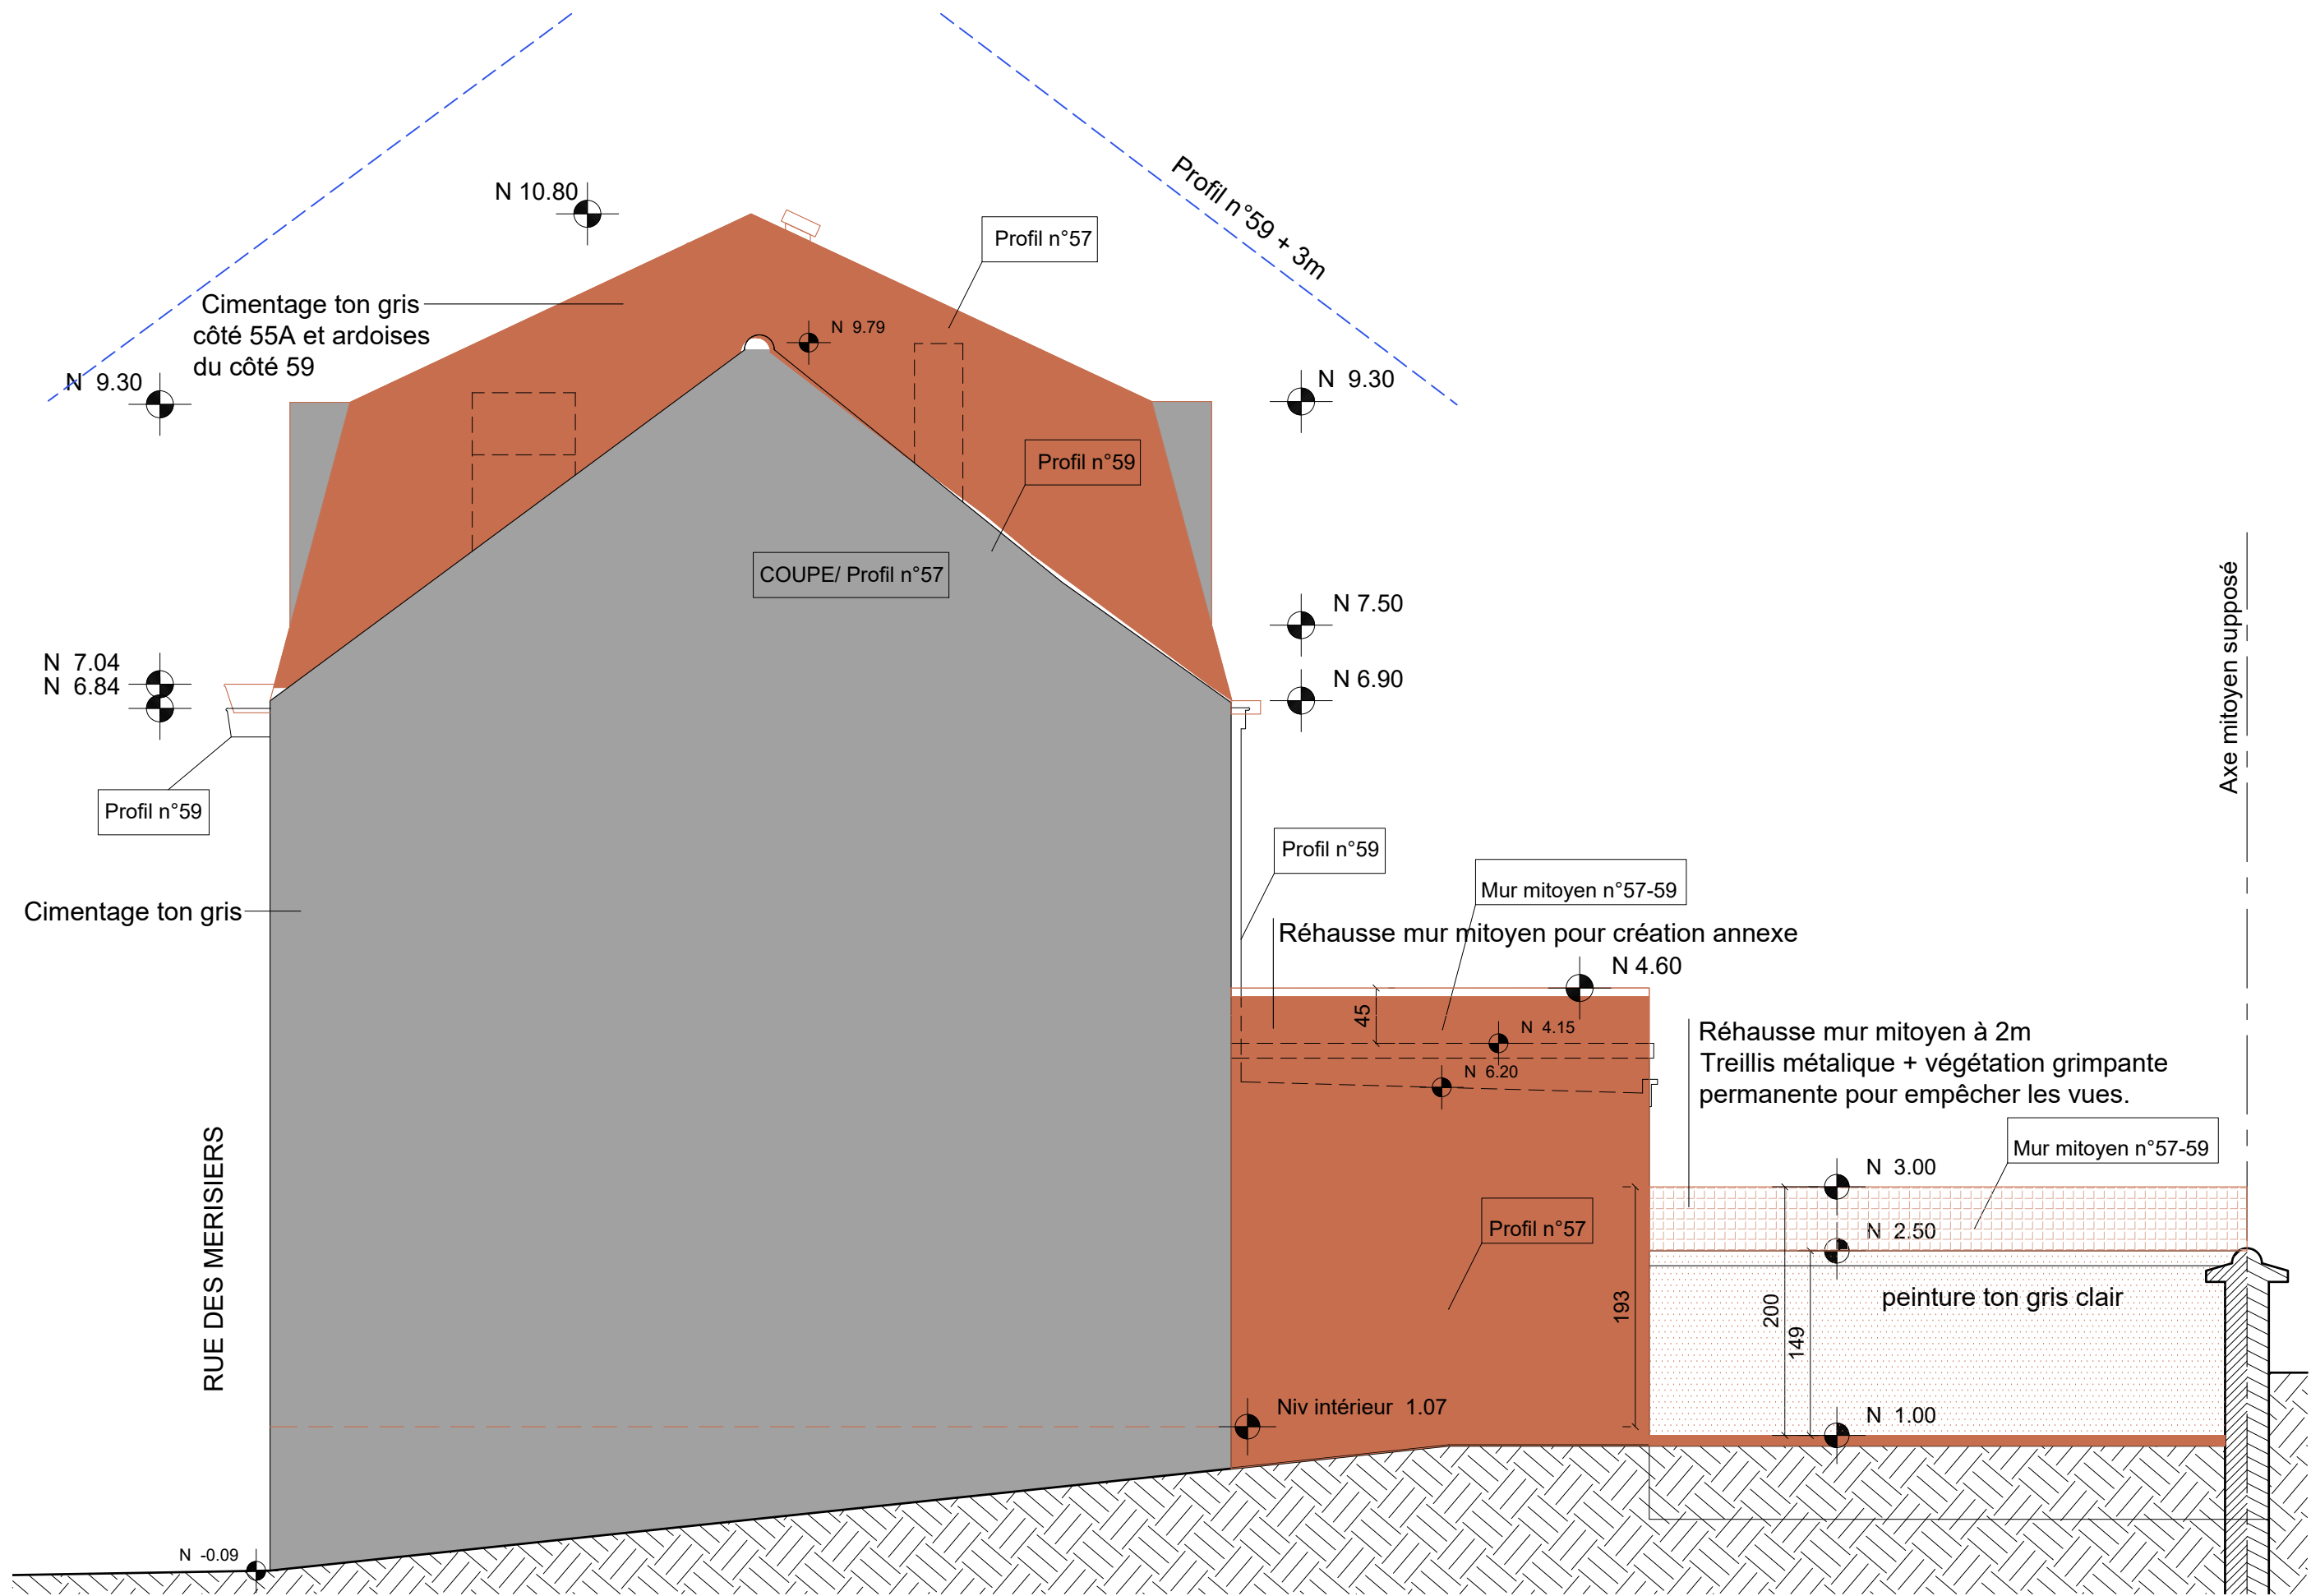 Profil n°59 + 3m
N 10.80
Profil n°57
Cimentage ton gris
côté 55A et ardoises
du côté 59
N 9.79
N 9.30
N 9.30
Profil n°59
COUPE/ Profil n°57
N 7.50
Axe mitoyen supposé
N 7.04
N 6.84
N 6.90
Profil n°59
Profil n°59
Mur mitoyen n°57-59
Cimentage ton gris
Réhausse mur mitoyen pour création annexe
N 4.60
45
N 4.15
Réhausse mur mitoyen à 2m
Treillis métalique + végétation grimpante
permanente pour empêcher les vues.
N 6.20
Mur mitoyen n°57-59
N 3.00
RUE DES MERISIERS
Profil n°57
N 2.50
193
200
149
peinture ton gris clair
Niv intérieur 1.07
N 1.00
N -0.09